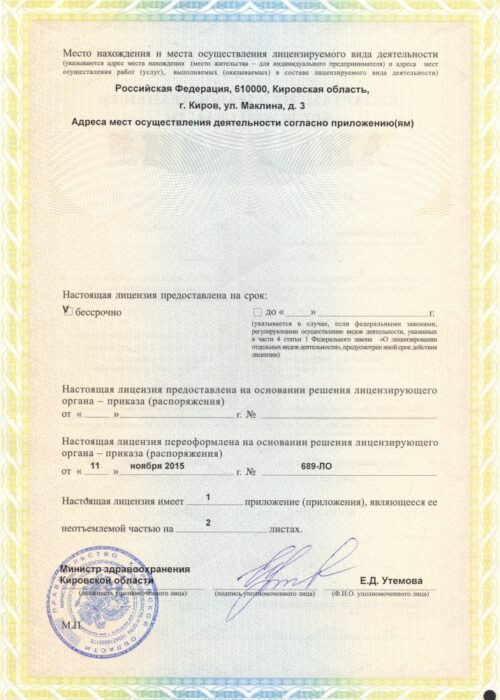 Место нахождения и места осуществления лицензируемого вида деятельности
(указываются адрес места нахождения (место жительства – для индивидуального предпринимателя) и адреса мест
осуществления работ (услуг), выполняемых (оказываемых) в составе лицензируемого вида деятельности)
Российская Федерация, 610000, Кировская область,
г. Киров, ул. Маклина, д. 3
Адреса мест осуществления деятельности согласно приложению(ям)
Настоящая лицензия предоставлена на срок:
V бессрочно
до « » г.
(указывается в случае, если федеральными законами,
регулирующими осуществление видов деятельности, указанных
в части 4 статьи 1 Федерального закона «О лицензировании
отдельных видов деятельности», предусмотрен иной срок действия
лицензии)
Настоящая лицензия предоставлена на основании решения лицензирующего
органа – приказа (распоряжения)
от « » г. №
Настоящая лицензия переоформлена на основании решения лицензирующего
органа – приказа (распоряжения)
от « 11 » ноября 2015 г. № 689-ЛО
Настоящая лицензия имеет 1 приложение (приложения), являющееся ее
неотъемлемой частью на 2 листах.
Министр здравоохранения
Кировской области
Е.Д. Утемова
(должность уполномоченного лица)
(подпись уполномоченного лица)
(Ф.И.О. уполномоченного лица)
М.П.